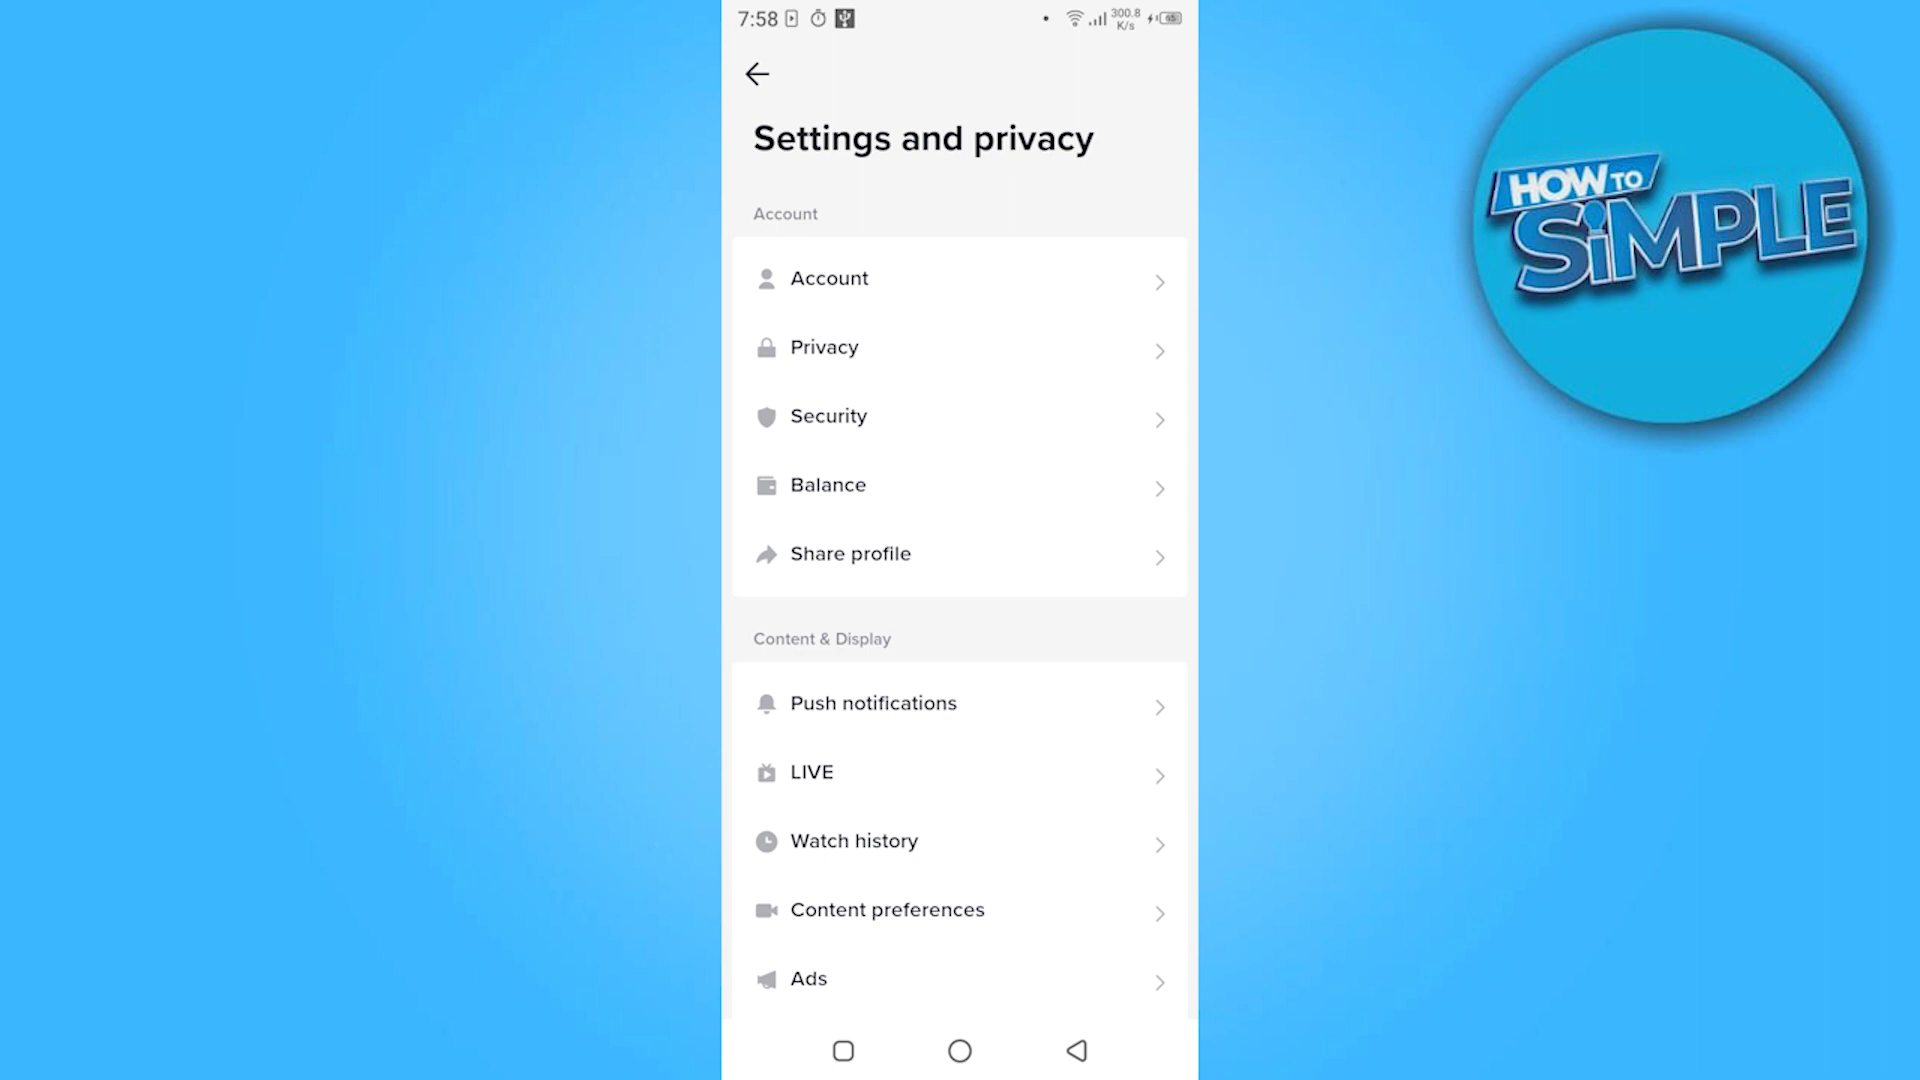 7:58
300.8
K/s
65
Settings and privacy
Account
Account
Privacy
Security
Balance
Share profile
Content & Display
Push notifications
LIVE
Watch history
Content preferences
Ads
HOW TO
SiMPLE